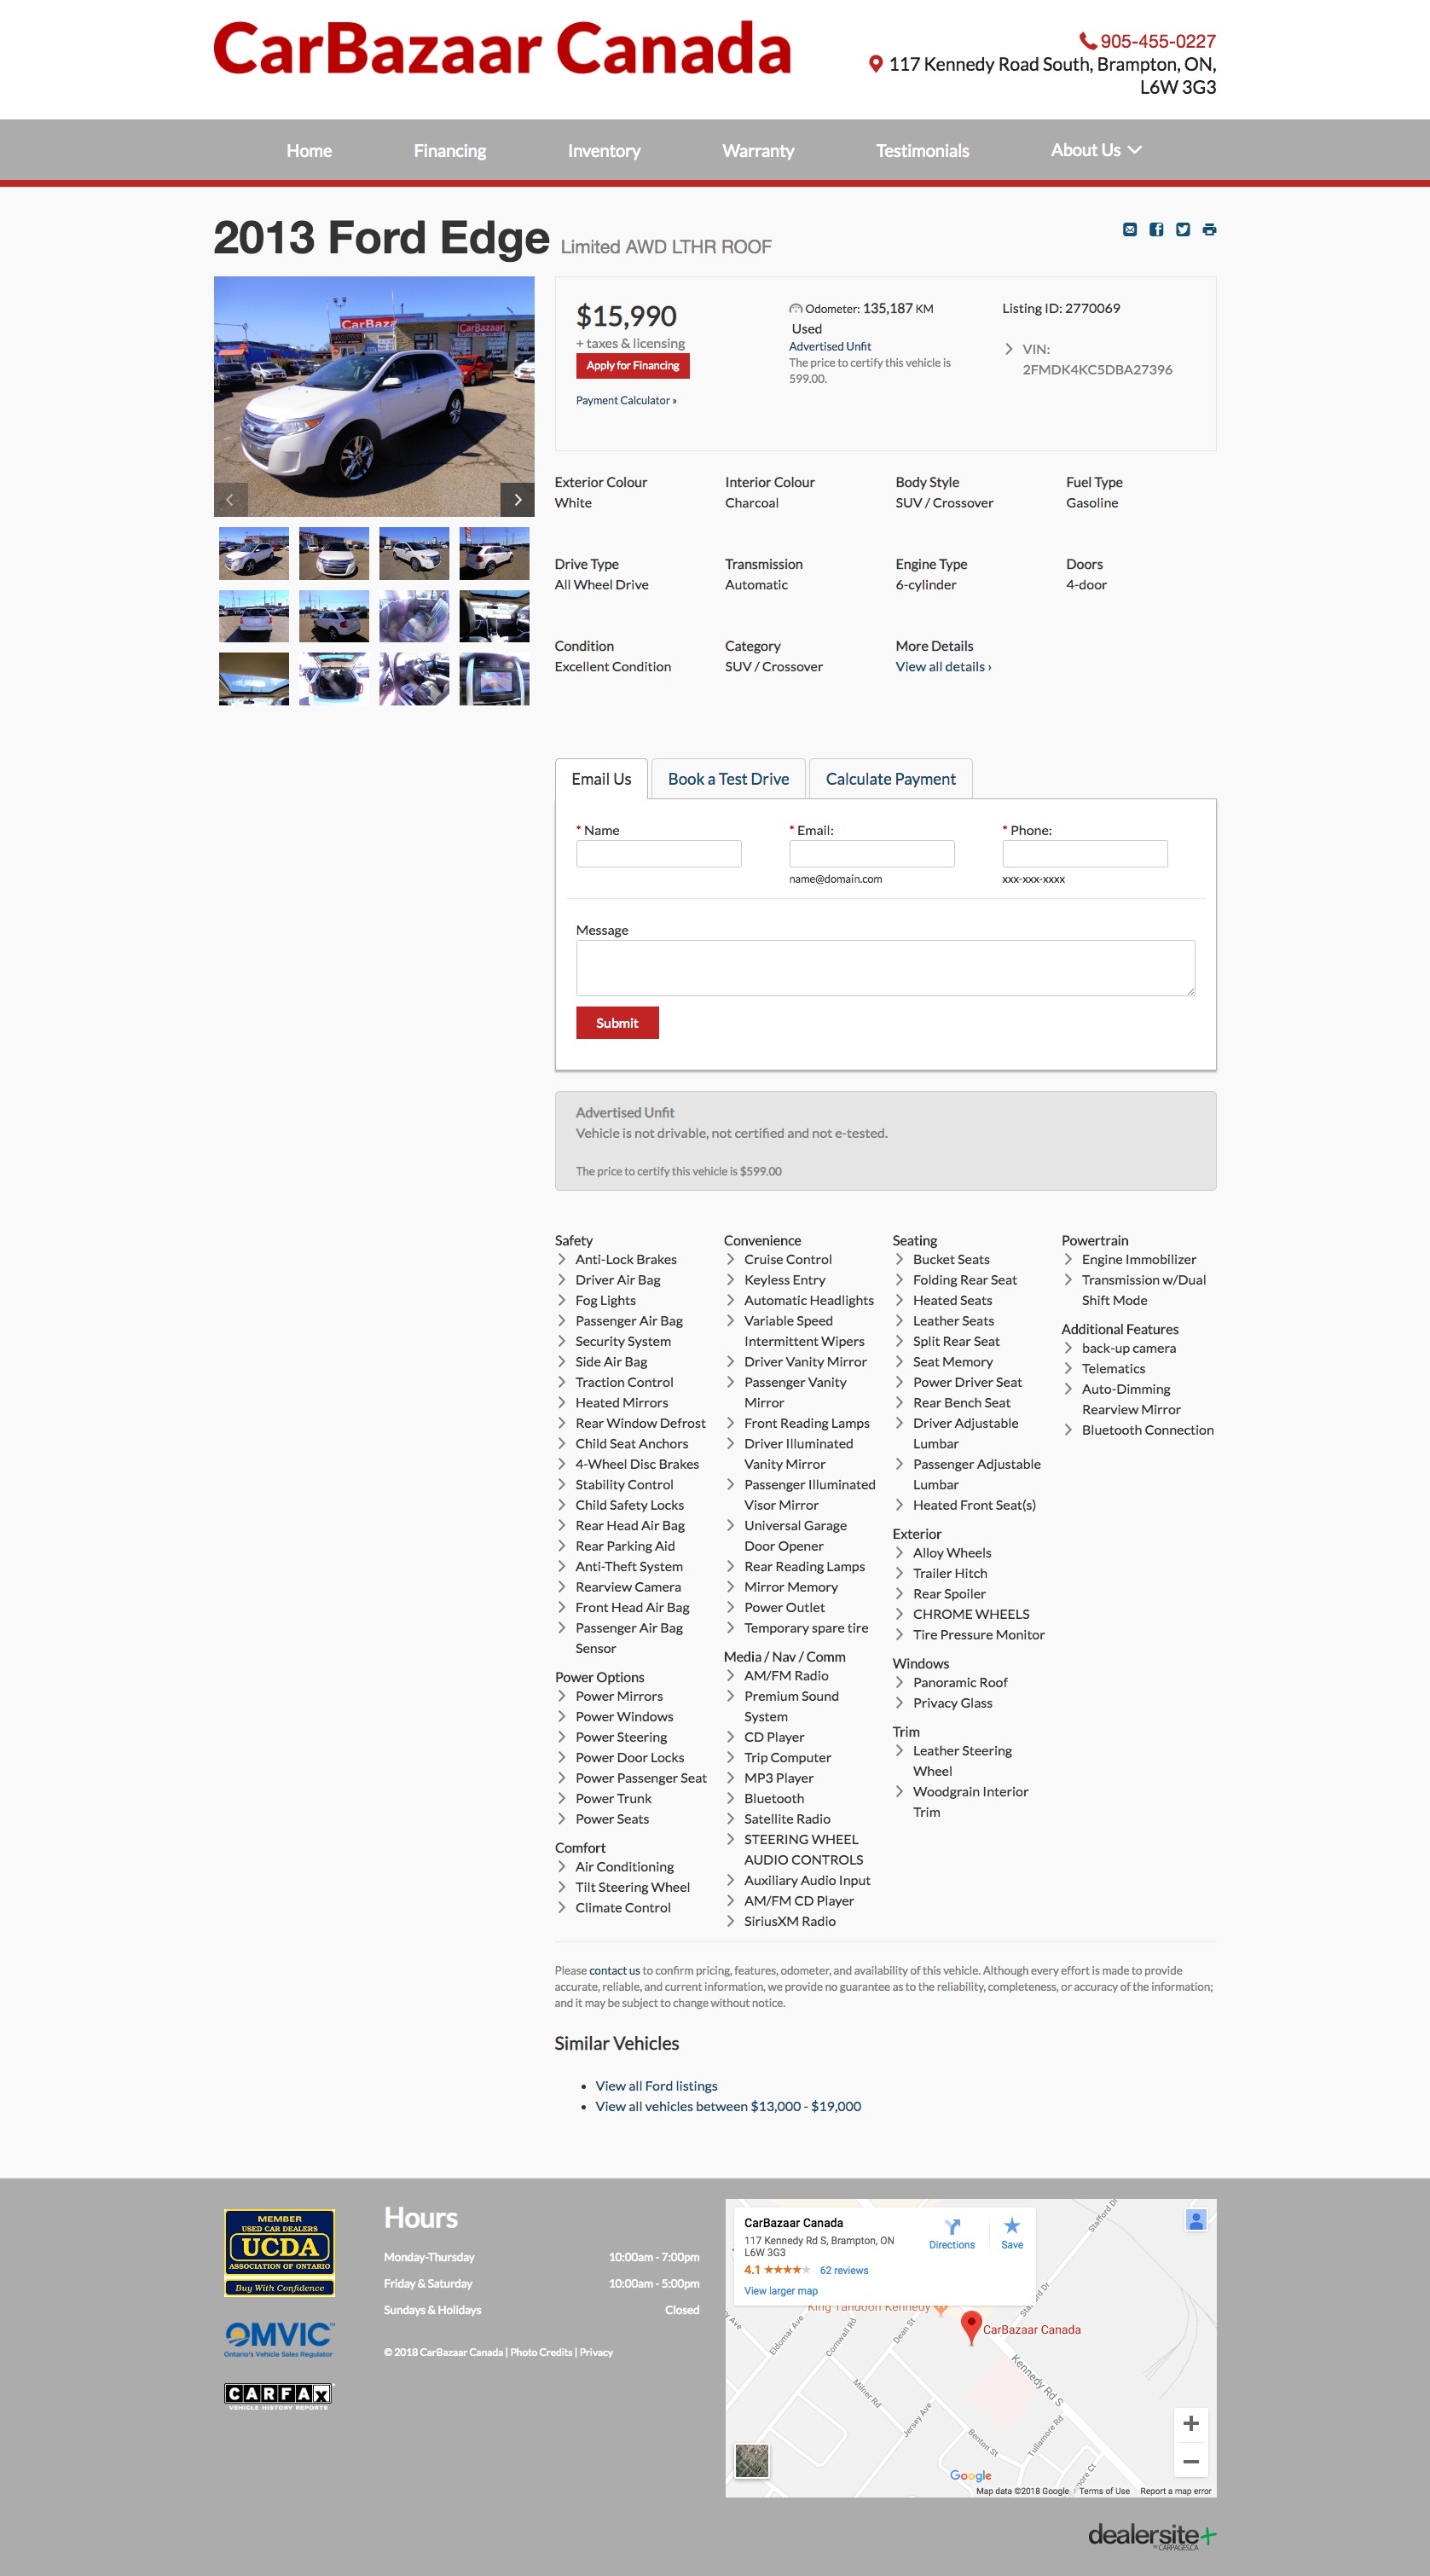 CarBazaar Canada
905-455-0227
117 Kennedy Road South, Brampton, ON,
L6W 3G3
Home Financing Inventory Warranty Testimonials About Us
2013 Ford Edge Limited AWD LTHR ROOF
CarBazaar
$15,990
+ taxes & licensing
Apply for Financing
Payment Calculator »
Odometer: 135,187 KM
Used
Advertised Unfit
The price to certify this vehicle is
599.00.
Listing ID: 2770069
VIN:
2FMDK4KC5DBA27396
Exterior Colour Interior Colour Body Style Fuel Type
White Charcoal SUV / Crossover Gasoline
Drive Type Transmission Engine Type Doors
All Wheel Drive Automatic 6-cylinder 4-door
Condition Category More Details
Excellent Condition SUV / Crossover View all details ›
Email Us Book a Test Drive Calculate Payment
* Name * Email: * Phone:
name@domain.com xxx-xxx-xxxx
Message
Submit
Advertised Unfit
Vehicle is not drivable, not certified and not e-tested.
The price to certify this vehicle is $599.00
Safety
Anti-Lock Brakes
Driver Air Bag
Fog Lights
Passenger Air Bag
Security System
Side Air Bag
Traction Control
Heated Mirrors
Rear Window Defrost
Child Seat Anchors
4-Wheel Disc Brakes
Stability Control
Child Safety Locks
Rear Head Air Bag
Rear Parking Aid
Anti-Theft System
Rearview Camera
Front Head Air Bag
Passenger Air Bag
Sensor
Power Options
Power Mirrors
Power Windows
Power Steering
Power Door Locks
Power Passenger Seat
Power Trunk
Power Seats
Comfort
Air Conditioning
Tilt Steering Wheel
Climate Control
Convenience
Cruise Control
Keyless Entry
Automatic Headlights
Variable Speed
Intermittent Wipers
Driver Vanity Mirror
Passenger Vanity
Mirror
Front Reading Lamps
Driver Illuminated
Vanity Mirror
Passenger Illuminated
Visor Mirror
Universal Garage
Door Opener
Rear Reading Lamps
Mirror Memory
Power Outlet
Temporary spare tire
Media / Nav / Comm
AM/FM Radio
Premium Sound
System
CD Player
Trip Computer
MP3 Player
Bluetooth
Satellite Radio
STEERING WHEEL
AUDIO CONTROLS
Auxiliary Audio Input
AM/FM CD Player
SiriusXM Radio
Seating
Bucket Seats
Folding Rear Seat
Heated Seats
Leather Seats
Split Rear Seat
Seat Memory
Power Driver Seat
Rear Bench Seat
Driver Adjustable
Lumbar
Passenger Adjustable
Lumbar
Heated Front Seat(s)
Exterior
Alloy Wheels
Trailer Hitch
Rear Spoiler
CHROME WHEELS
Tire Pressure Monitor
Windows
Panoramic Roof
Privacy Glass
Trim
Leather Steering
Wheel
Woodgrain Interior
Trim
Powertrain
Engine Immobilizer
Transmission w/Dual
Shift Mode
Additional Features
back-up camera
Telematics
Auto-Dimming
Rearview Mirror
Bluetooth Connection
Please contact us to confirm pricing, features, odometer, and availability of this vehicle. Although every effort is made to provide
accurate, reliable, and current information, we provide no guarantee as to the reliability, completeness, or accuracy of the information;
and it may be subject to change without notice.
Similar Vehicles
View all Ford listings
View all vehicles between $13,000 - $19,000
MEMBER
USED CAR DEALERS
UCDA
ASSOCIATION OF ONTARIO
Buy With Confidence
OMVIC
Ontario's Vehicle Sales Regulator
CARFAX
VEHICLE HISTORY REPORTS
Hours
Monday-Thursday 10:00am - 7:00pm
Friday & Saturday 10:00am - 5:00pm
Sundays & Holidays Closed
© 2018 CarBazaar Canada | Photo Credits | Privacy
CarBazaar Canada
117 Kennedy Rd S, Brampton, ON
L6W 3G3
4.1 62 reviews
View larger map
Directions
Save
Stafford Dr
King Tandoori Kennedy
CarBazaar Canada
Eldomar Ave
Cornwall Rd
Dean St
Kennedy Rd S
Milner Rd
Jersey Ave
Benton St
Tullamore Rd
Google
Map data ©2018 Google Terms of Use Report a map error
dealersite+
by CARPAGES.CA